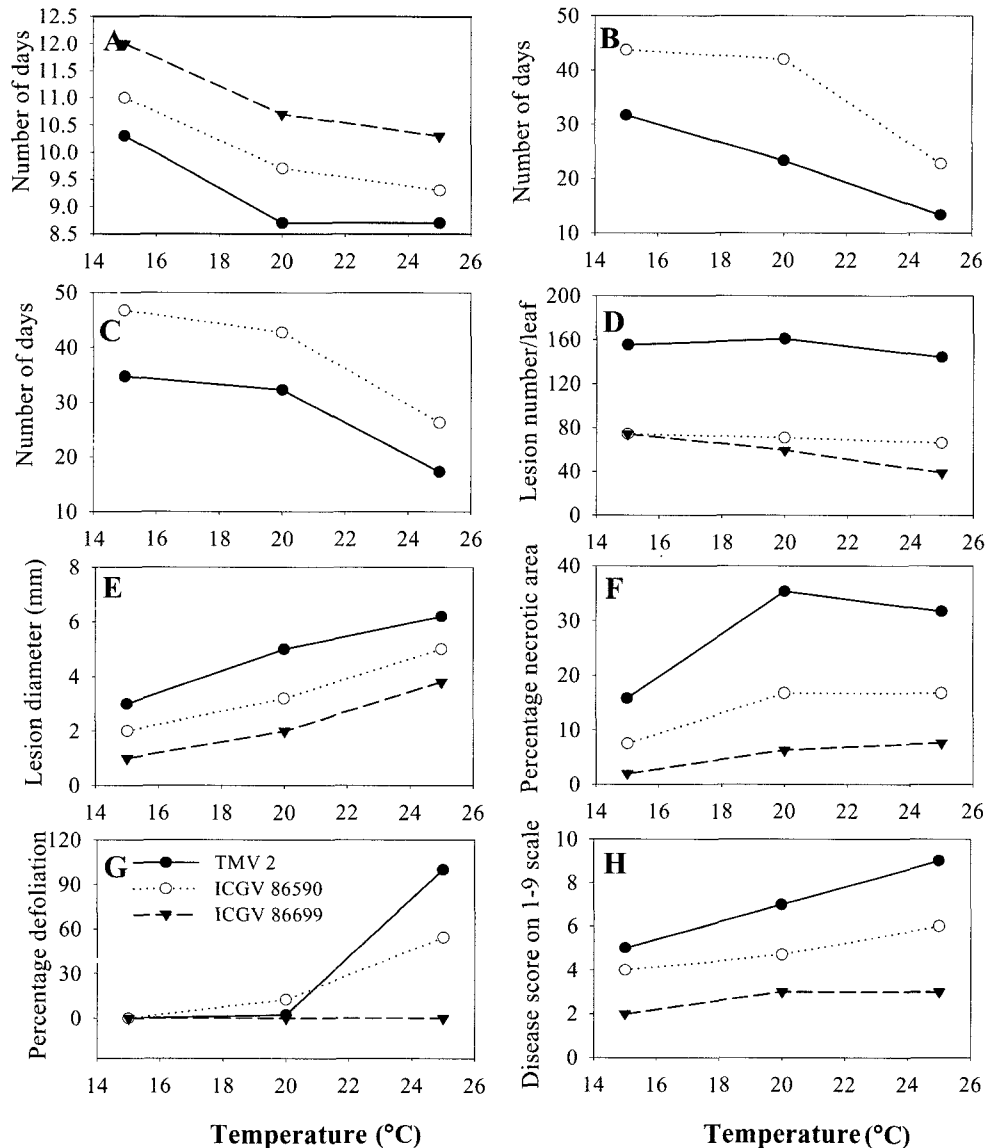 A
Number of days
12.5
12.0
11.5
11.0
10.5
10.0
9.5
9.0
8.5
14 16 18 20 22 24 26
B
Number of days
50
40
30
20
10
14 16 18 20 22 24 26
C
Number of days
50
40
30
20
10
14 16 18 20 22 24 26
D
Lesion number/leaf
200
160
120
80
40
0
14 16 18 20 22 24 26
E
Lesion diameter (mm)
8
6
4
2
0
14 16 18 20 22 24 26
F
Percentage necrotic area
40
30
20
10
0
14 16 18 20 22 24 26
G
Percentage defoliation
120
90
60
30
0
TMV 2
ICGV 86590
ICGV 86699
14 16 18 20 22 24 26
Temperature (°C)
H
Disease score on 1-9 scale
10
8
6
4
2
0
14 16 18 20 22 24 26
Temperature (°C)